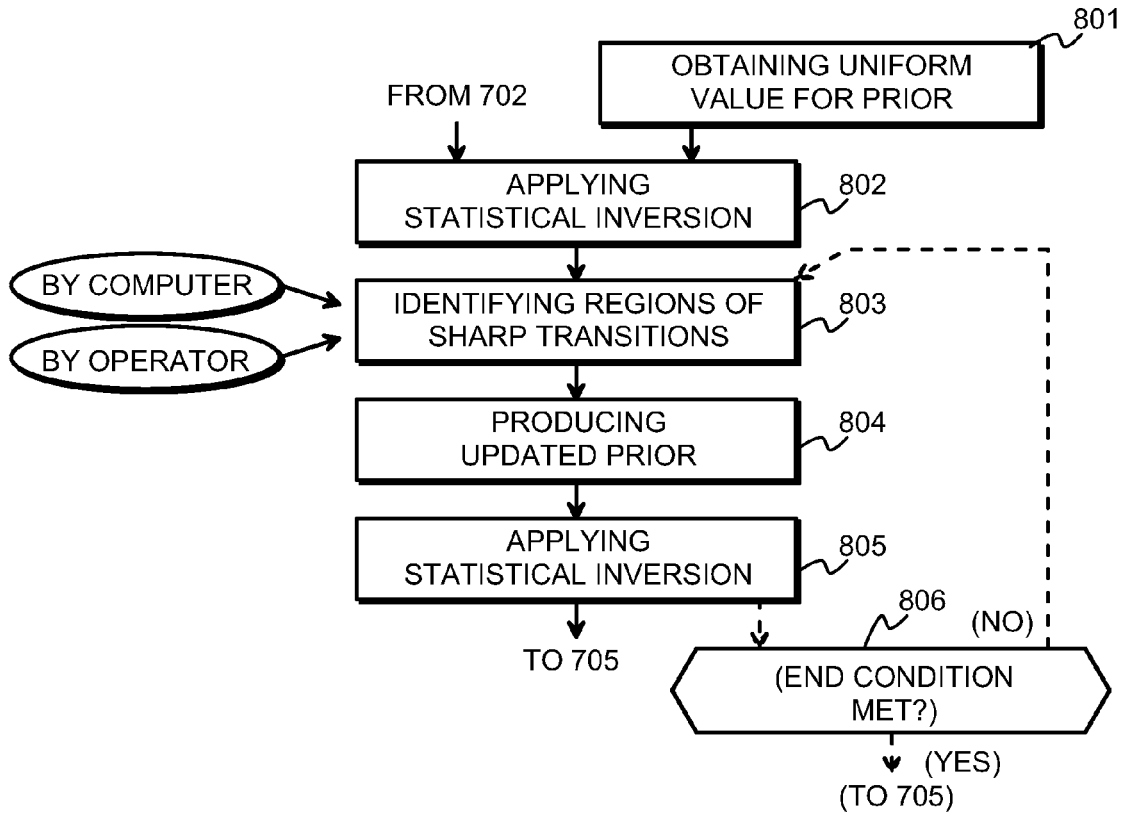 801
OBTAINING UNIFORM
VALUE FOR PRIOR
FROM 702
APPLYING
STATISTICAL INVERSION
802
BY COMPUTER
BY OPERATOR
IDENTIFYING REGIONS OF
SHARP TRANSITIONS
803
PRODUCING
UPDATED PRIOR
804
APPLYING
STATISTICAL INVERSION
805
TO 705
806
(NO)
(END CONDITION
MET?)
(YES)
(TO 705)